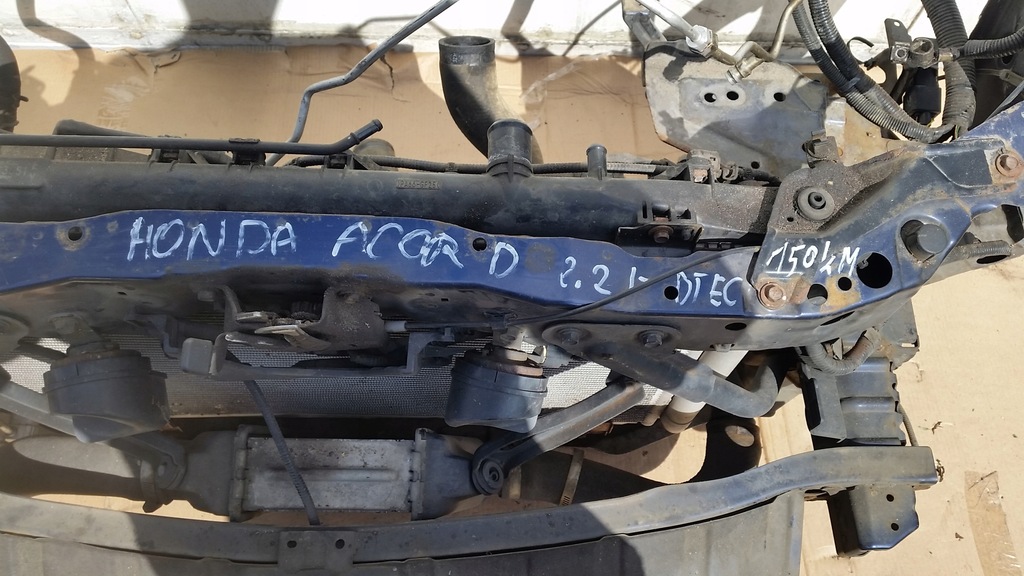 HONDA ACCORD 2.2 I-DTEC 150KM